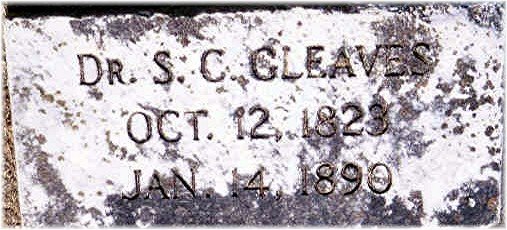 DR. S. C. GLEAVES
OCT. 12, 1823
JAN. 14, 1890